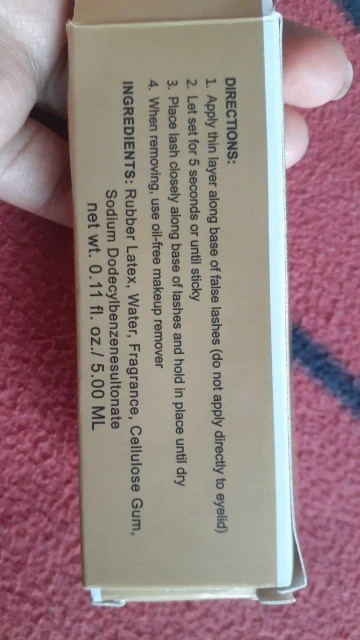 DIRECTIONS:
1. Apply thin layer along base of false lashes (do not apply directly to eyelid)
2. Let set for 5 seconds or until sticky
3. Place lash closely along base of lashes and hold in place until dry
4. When removing, use oil-free makeup remover
INGREDIENTS: Rubber Latex, Water, Fragrance, Cellulose Gum,
Sodium Dodecylbenzenesultonate
net wt. 0.11 fl. oz./ 5.00 ML